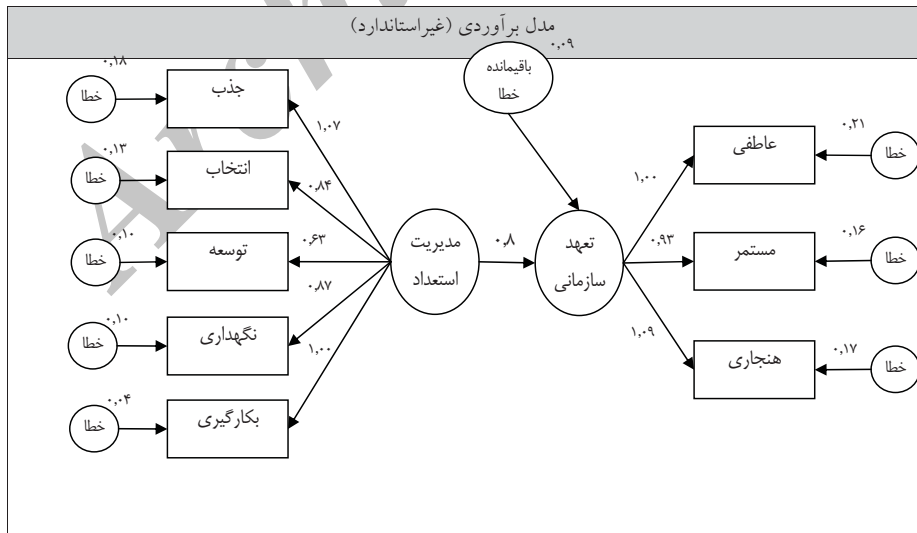 مدل برآوردی (غیراستاندارد)
۰,۰۹
باقیمانده
خطا
۰,۱۸
خطا
جذب
۱,۰۷
۰,۱۳
خطا
انتخاب
۰,۸۴
۰,۱۰
خطا
توسعه
۰,۶۳
۰,۱۰
خطا
نگهداری
۰,۸۷
۰,۰۴
خطا
بکارگیری
۱,۰۰
مدیریت
استعداد
۰,۸
تعهد
سازمانی
۱,۰۰
عاطفی
۰,۲۱
خطا
۰,۹۳
مستمر
۰,۱۶
خطا
۱,۰۹
هنجاری
۰,۱۷
خطا